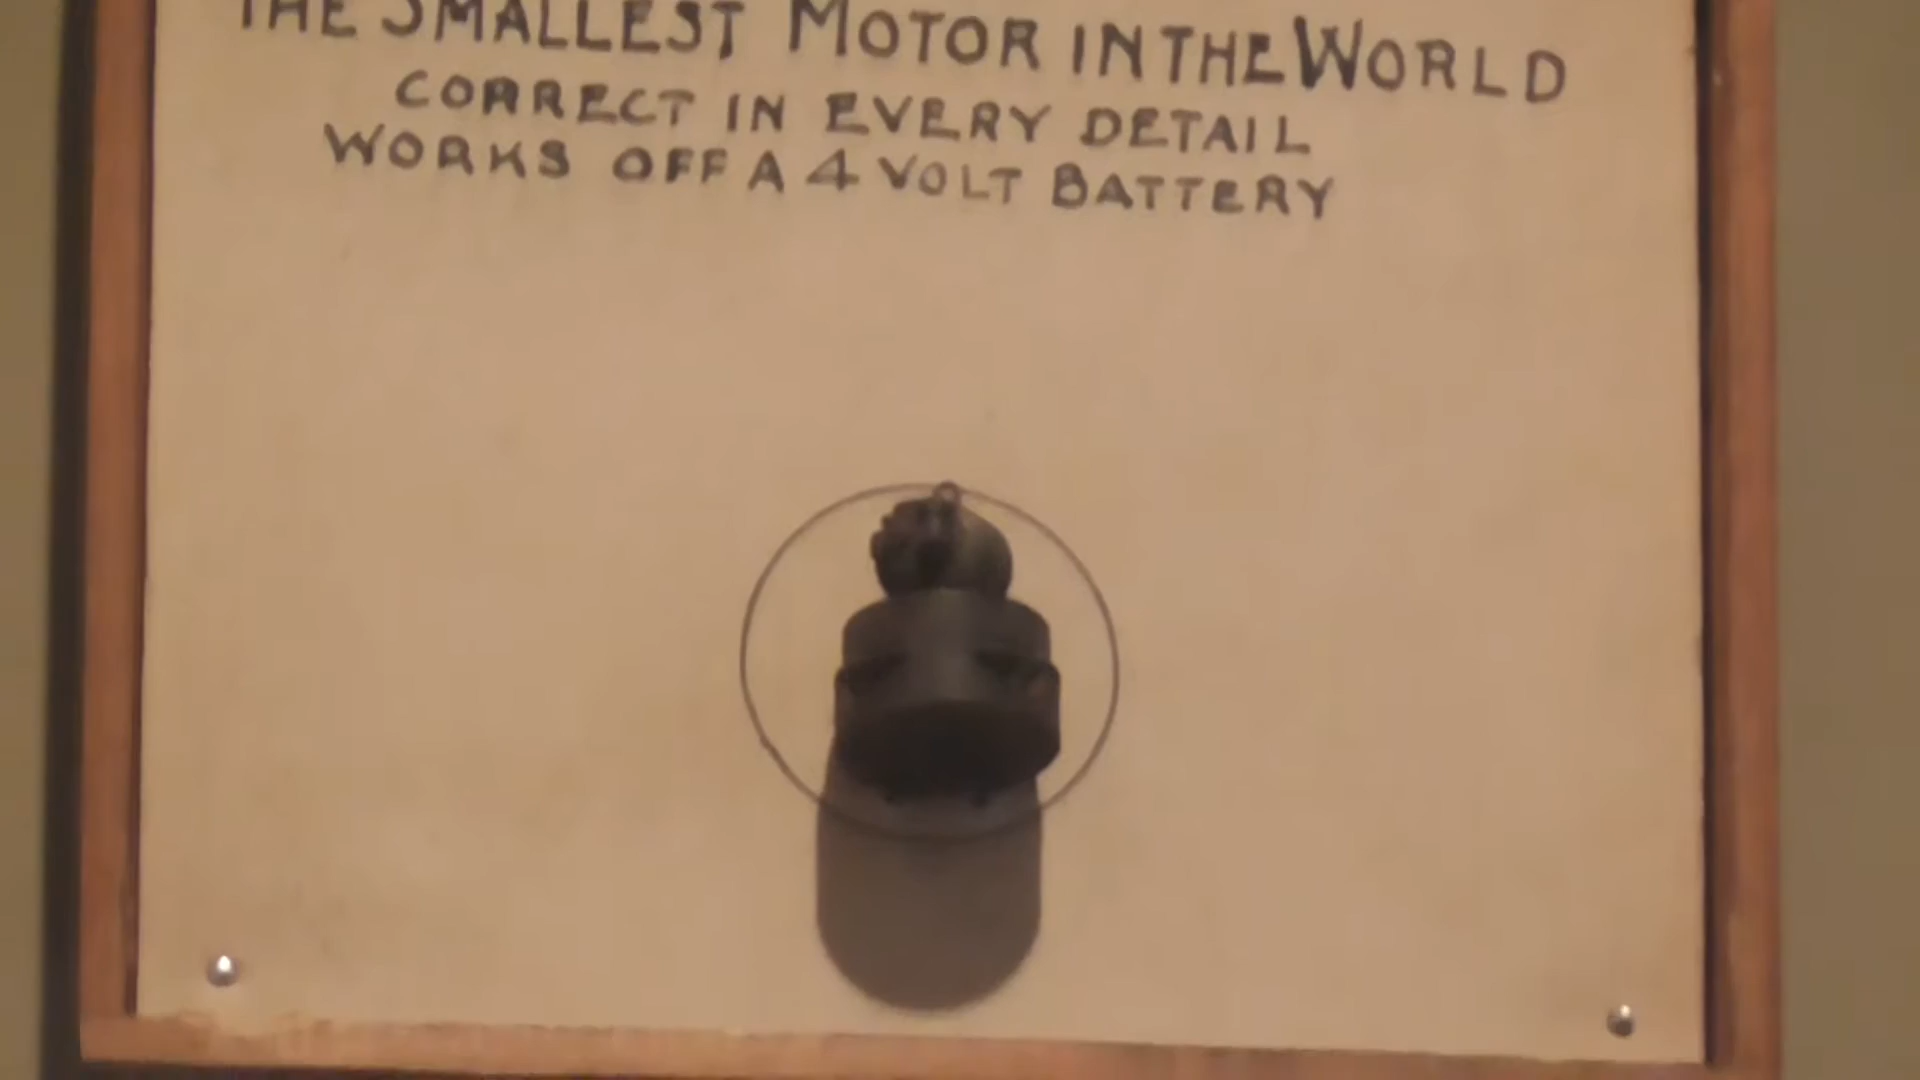 THE SMALLEST MOTOR IN THE WORLD
CORRECT IN EVERY DETAIL
WORKS OFF A 4 VOLT BATTERY